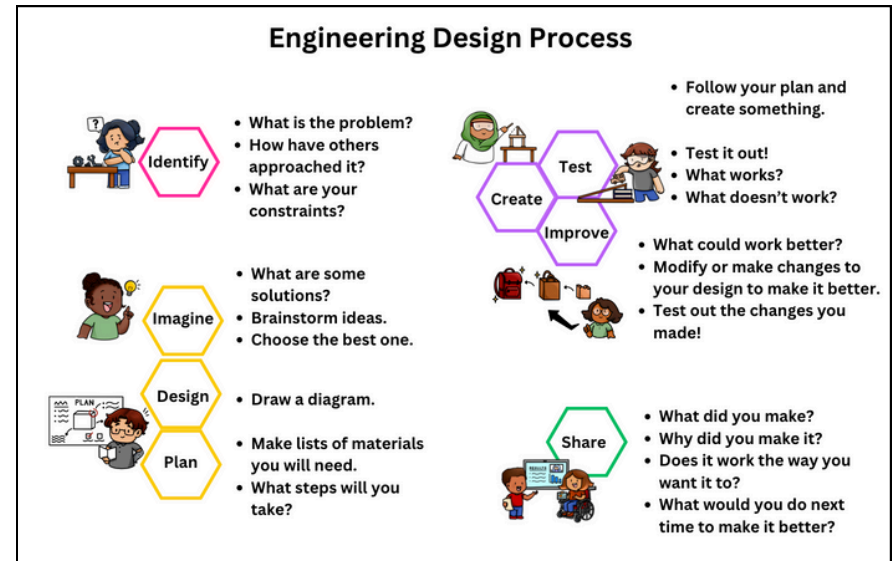 Engineering Design Process
?
Identify
• What is the problem?
• How have others
approached it?
• What are your
constraints?
Imagine
• What are some
solutions?
• Brainstorm ideas.
• Choose the best one.
PLAN
Design
• Draw a diagram.
Plan
• Make lists of materials
you will need.
• What steps will you
take?
Create
• Follow your plan and
create something.
Test
• Test it out!
• What works?
• What doesn’t work?
Improve
• What could work better?
• Modify or make changes to
your design to make it better.
• Test out the changes you
made!
Share
• What did you make?
• Why did you make it?
• Does it work the way you
want it to?
• What would you do next
time to make it better?